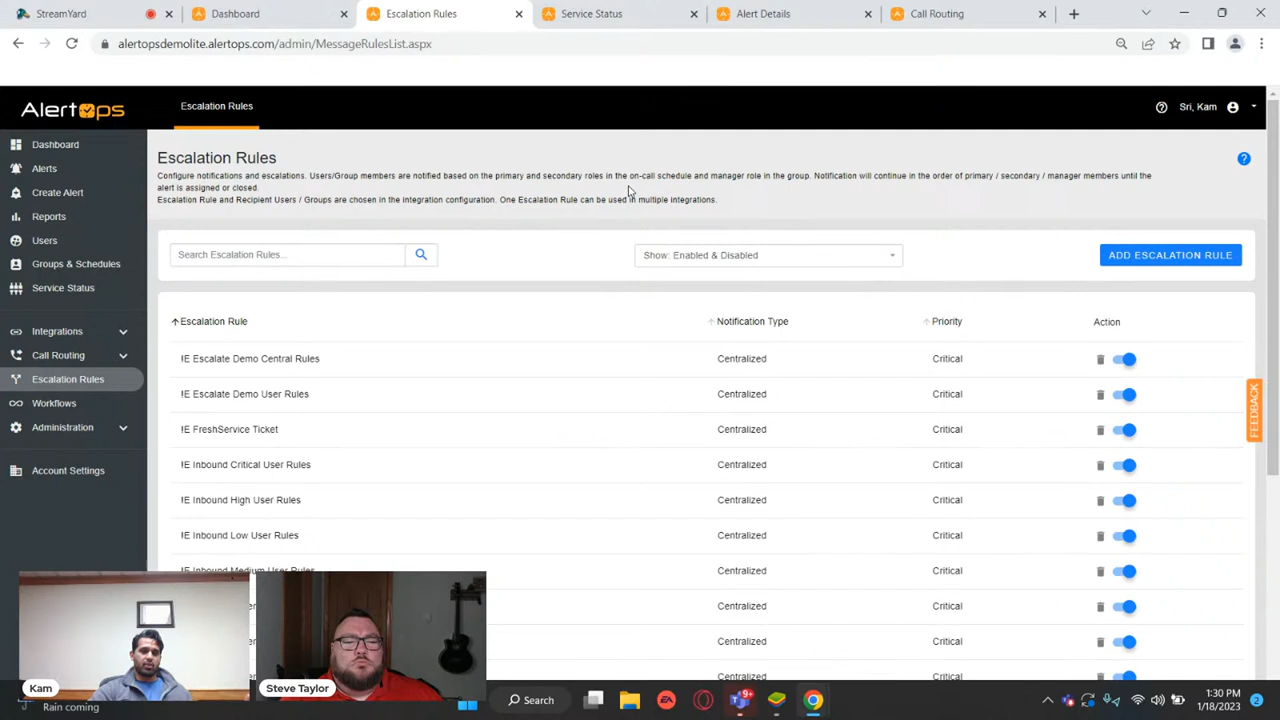 StreamYard
Dashboard
Escalation Rules
Service Status
Alert Details
Call Routing
alertopsdemolite.alertops.com/admin/MessageRulesList.aspx
AlertOps
Escalation Rules
Sri, Kam
Dashboard
Alerts
Create Alert
Reports
Users
Groups & Schedules
Service Status
Integrations
Call Routing
Escalation Rules
Workflows
Administration
Account Settings
Escalation Rules
Configure notifications and escalations. Users/Group members are notified based on the primary and secondary roles in the on-call schedule and manager role in the group. Notification will continue in the order of primary / secondary / manager members until the
alert is assigned or closed.
Escalation Rule and Recipient Users / Groups are chosen in the integration configuration. One Escalation Rule can be used in multiple integrations.
Search Escalation Rules...
Show: Enabled & Disabled
ADD ESCALATION RULE
Escalation Rule Notification Type Priority Action
!E Escalate Demo Central Rules Centralized Critical
!E Escalate Demo User Rules Centralized Critical
!E FreshService Ticket Centralized Critical
!E Inbound Critical User Rules Centralized Critical
!E Inbound High User Rules Centralized Critical
!E Inbound Low User Rules Centralized Critical
!E Inbound Medium User Rules Centralized Critical
Centralized Critical
Centralized Critical
Centralized Critical
FEEDBACK
Kam
Steve Taylor
Rain coming
Search
EA
9+
1:30 PM
1/18/2023
2